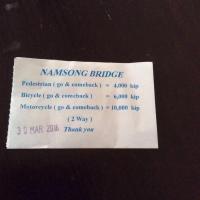 NAMSONG BRIDGE
Pedestrian ( go & comeback ) = 4,000 kip
Bicycle ( go & comeback ) = 6,000 kip
Motorcycle ( go & comeback ) = 10,000 kip
( 2 Way )
30 MAR 2016 Thank you